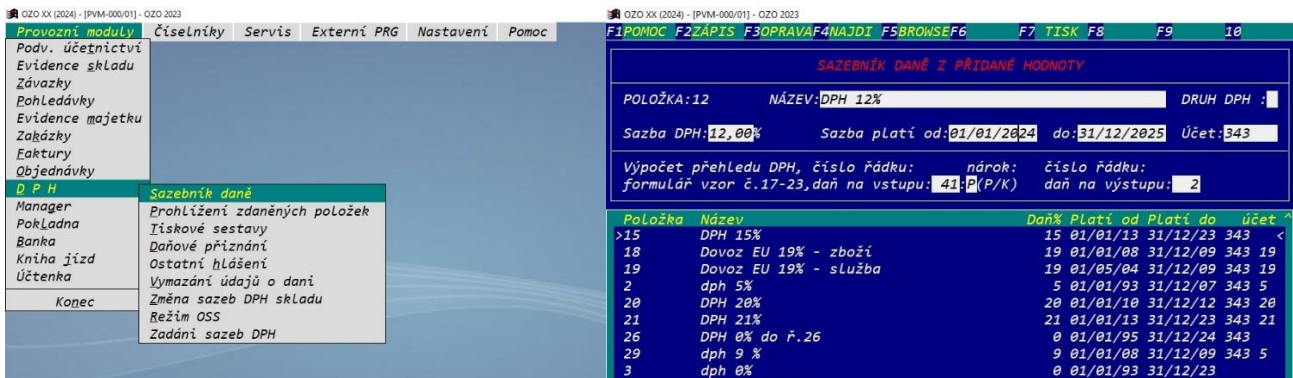 OZO XX (2024) - [PVM-000/01] - OZO 2023
Provozní moduly Číselníky Servis Externí PRG Nastavení Pomoc
Podv. účetnictví
Evidence skladu
Závazky
Pohledávky
Evidence majetku
Zakázky
Faktury
Objednávky
D P H
Manager
PokLadna
Banka
Kniha jízd
Účtenka
Konec
Sazebník daně
Prohlížení zdaněných položek
Tiskové sestavy
Daňové přiznání
Ostatní hlášení
Vymazání údajů o dani
Změna sazeb DPH skladu
Režim OSS
Zadáni sazeb DPH
OZO XX (2024) - [PVM-000/01] - OZO 2023
F1POMOC F2ZÁPIS F3OPRAVAF4NAJDI F5BROWSEF6 F7 TISK F8 F9 10
SAZEBNÍK DANĚ Z PŘIDANÉ HODNOTY
POLOŽKA:12 NÁZEV:DPH 12% DRUH DPH :
Sazba DPH:12,00% Sazba platí od:01/01/2024 do:31/12/2025 Účet:343
Výpočet přehledu DPH, číslo řádku: nárok: číslo řádku:
formulář vzor č.17-23,daň na vstupu: 41:P(P/K) daň na výstupu: 2
Položka Název Daň% Platí od Platí do účet ^
>15 DPH 15% 15 01/01/13 31/12/23 343 <
18 Dovoz EU 19% - zboží 19 01/01/08 31/12/09 343 19
19 Dovoz EU 19% - služba 19 01/05/04 31/12/09 343 19
2 dph 5% 5 01/01/93 31/12/07 343 5
20 DPH 20% 20 01/01/10 31/12/12 343 20
21 DPH 21% 21 01/01/13 31/12/23 343 21
26 DPH 0% do ř.26 0 01/01/95 31/12/24 343
29 dph 9 % 9 01/01/08 31/12/09 343 5
3 dph 0% 0 01/01/93 31/12/23